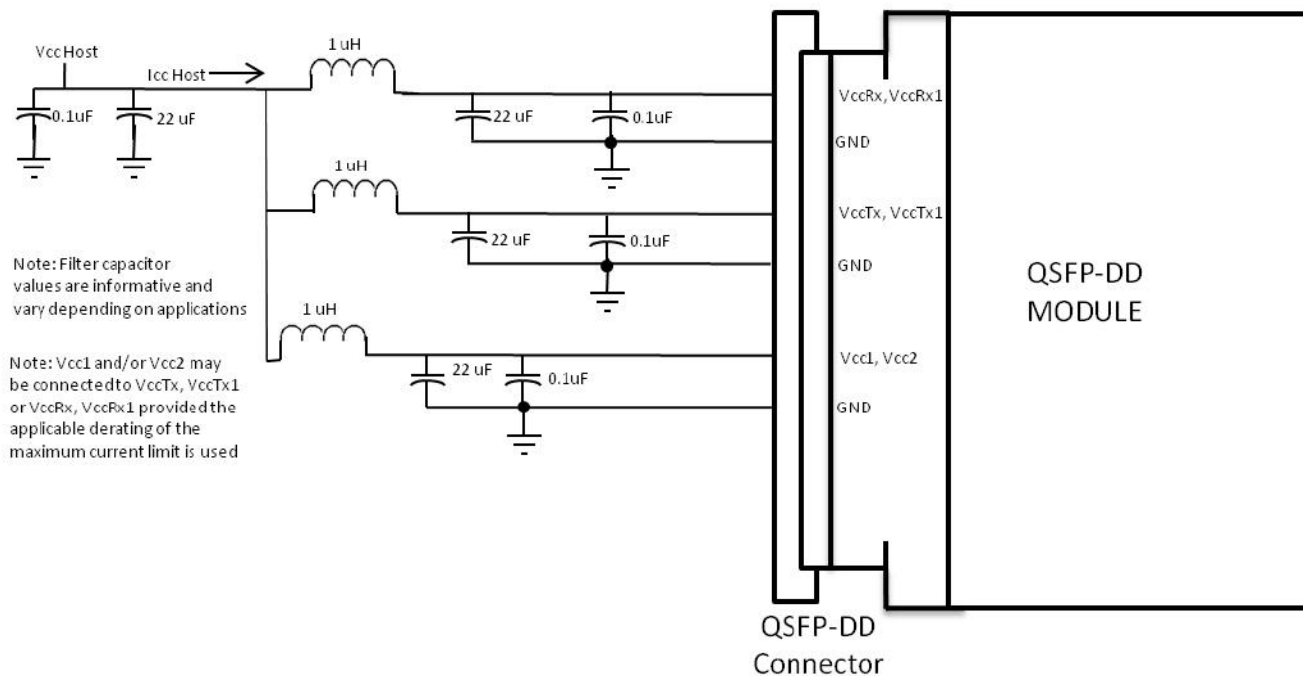 Vcc Host
Icc Host
1 uH
0.1uF
22 uF
22 uF
0.1uF
VccRx, VccRx1
GND
1 uH
22 uF
0.1uF
VccTx, VccTx1
GND
Note: Filter capacitor
values are informative and
vary depending on applications
1 uH
22 uF
0.1uF
Vcc1, Vcc2
GND
Note: Vcc1 and/or Vcc2 may
be connected to VccTx, VccTx1
or VccRx, VccRx1 provided the
applicable derating of the
maximum current limit is used
QSFP-DD
MODULE
QSFP-DD
Connector